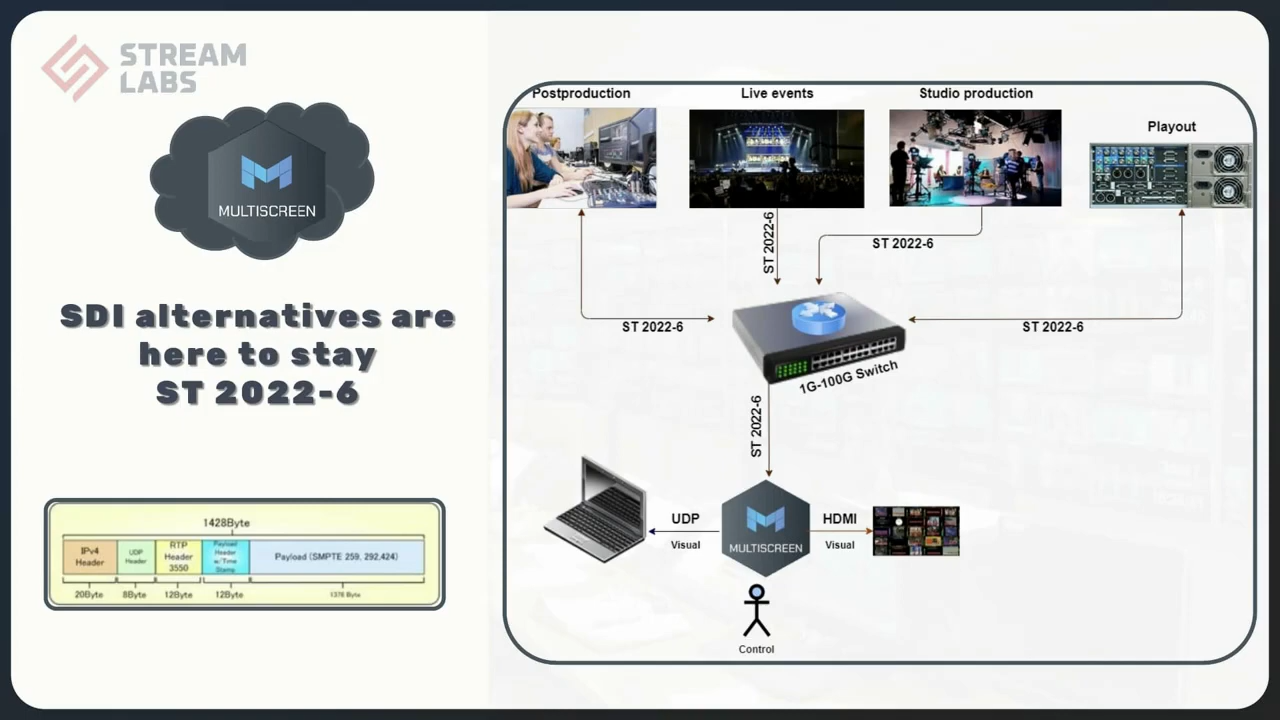 STREAM
LABS
MULTISCREEN
SDI alternatives are
here to stay
ST 2022-6
1428Byte
IPv4
Header
UDP
Header
RTP
Header
3550
Payload
Header
w/Time
Stamp
Payload (SMPTE 259, 292,424)
20Byte
8Byte
12Byte
12Byte
1376 Byte
Postproduction
Live events
Studio production
Playout
ST 2022-6
ST 2022-6
ST 2022-6
ST 2022-6
1G-100G Switch
ST 2022-6
UDP
Visual
MULTISCREEN
HDMI
Visual
Control